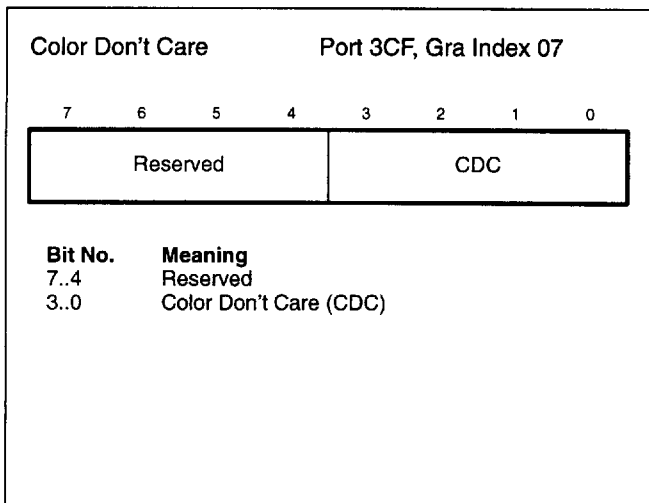 Color Don't Care Port 3CF, Gra Index 07
7 6 5 4 3 2 1 0
Reserved CDC
Bit No. Meaning
7..4 Reserved
3..0 Color Don't Care (CDC)